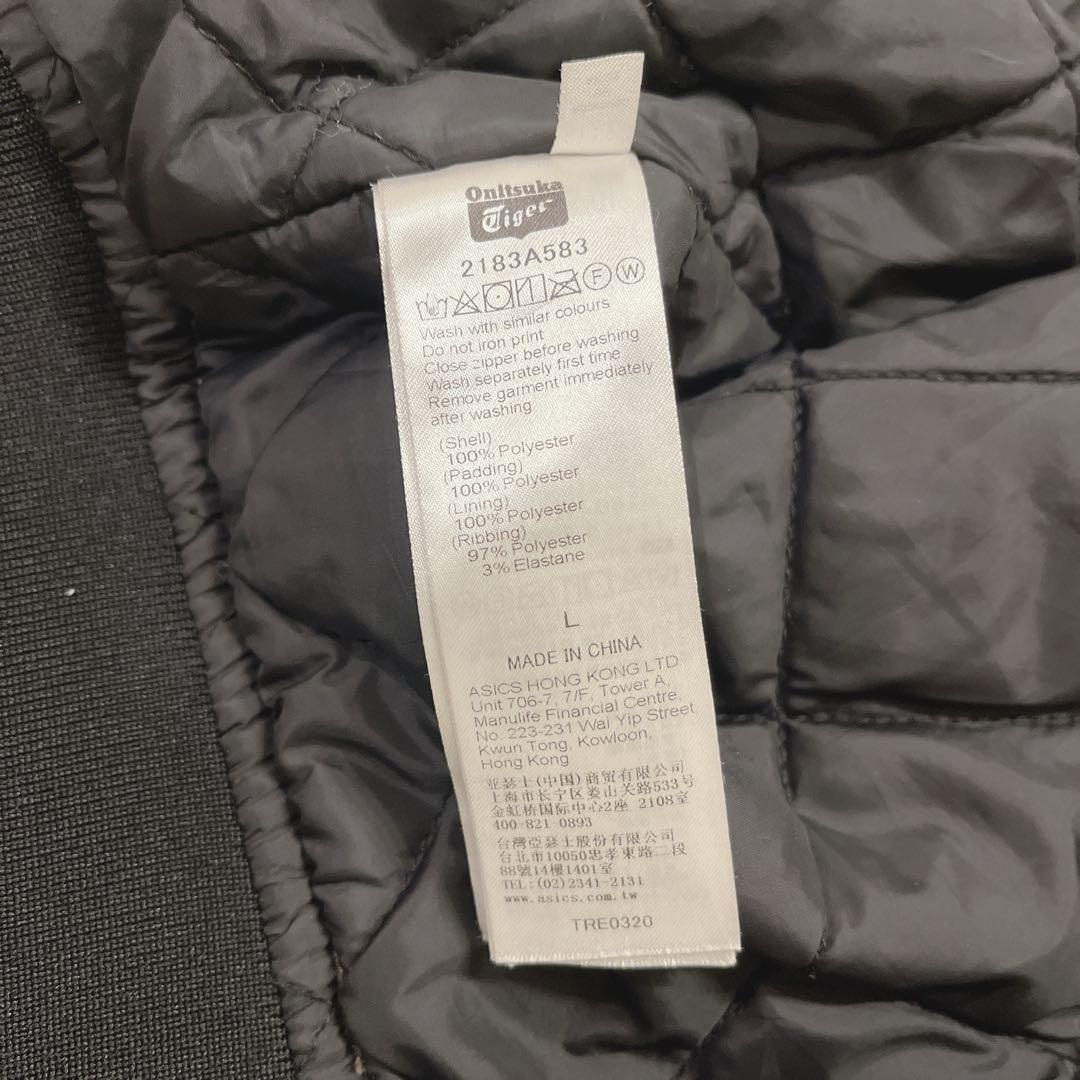 Onitsuka
Tiger
2183A583
F W
Wash with similar colours
Do not iron print
Close zipper before washing
Wash separately first time
Remove garment immediately
after washing
(Shell)
100% Polyester
(Padding)
100% Polyester
(Lining)
100% Polyester
(Ribbing)
97% Polyester
3% Elastane
L
MADE IN CHINA
ASICS HONG KONG LTD
Unit 706-7, 7/F, Tower A,
Manulife Financial Centre,
No. 223-231 Wai Yip Street
Kwun Tong, Kowloon,
Hong Kong
亚瑟士(中国)商贸有限公司
上海市长宁区娄山关路533号
金虹桥国际中心2座 2108室
400-821-0893
台灣亞瑟士股份有限公司
台北市10050忠孝東路二段
88號14樓1401室
TEL:(02)2341-2131
www.asics.com.tw
TRE0320